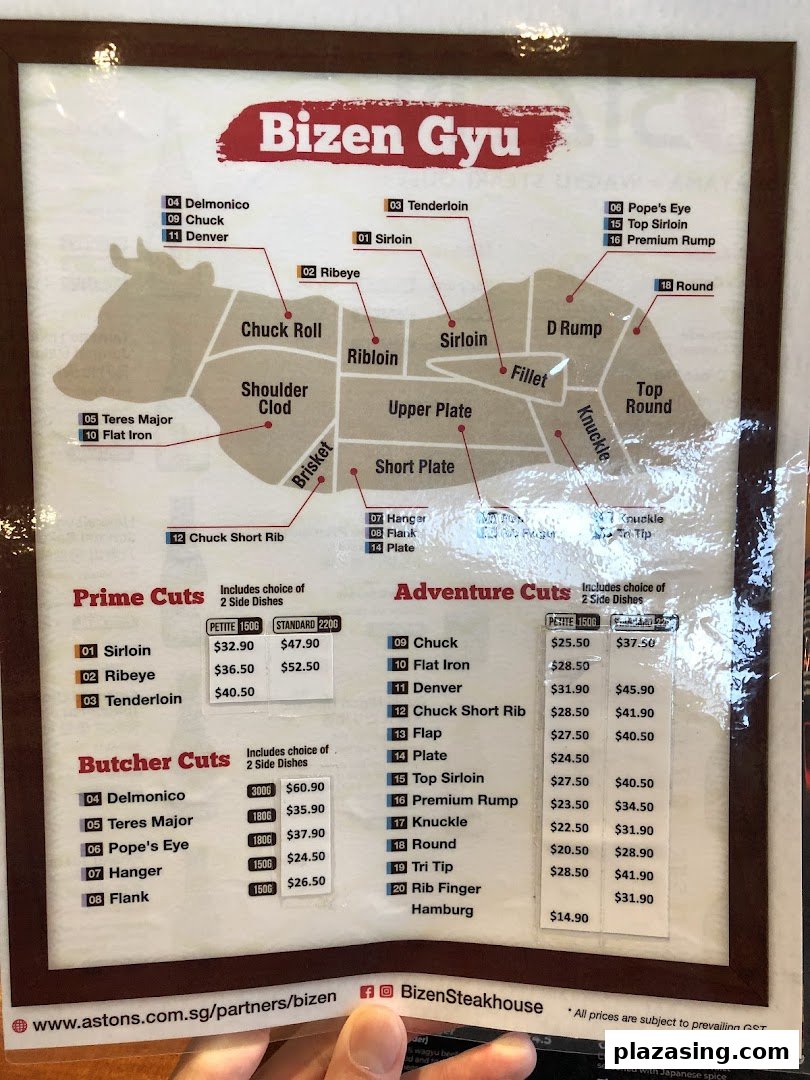 Bizen Gyu
04 Delmonico
09 Chuck
11 Denver
03 Tenderloin
01 Sirloin
02 Ribeye
06 Pope's Eye
15 Top Sirloin
16 Premium Rump
18 Round
Chuck Roll
Ribloin
Sirloin
D Rump
Fillet
Shoulder
Clod
Upper Plate
Top
Round
Knuckle
Brisket
Short Plate
05 Teres Major
10 Flat Iron
12 Chuck Short Rib
07 Hanger
08 Flank
14 Plate
Knuckle
Tri Tip
Prime Cuts
Includes choice of
2 Side Dishes
PETITE 150G STANDARD 220G
01 Sirloin $32.90 $47.90
02 Ribeye $36.50 $52.50
03 Tenderloin $40.50
Butcher Cuts
Includes choice of
2 Side Dishes
04 Delmonico 300G $60.90
05 Teres Major 180G $35.90
06 Pope's Eye 180G $37.90
07 Hanger 150G $24.50
08 Flank 150G $26.50
Adventure Cuts
Includes choice of
2 Side Dishes
PETITE 150G STANDARD
09 Chuck $25.50 $37.50
10 Flat Iron $28.50
11 Denver $31.90 $45.90
12 Chuck Short Rib $28.50 $41.90
13 Flap $27.50 $40.50
14 Plate $24.50
15 Top Sirloin $27.50 $40.50
16 Premium Rump $23.50 $34.50
17 Knuckle $22.50 $31.90
18 Round $20.50 $28.90
19 Tri Tip $28.50 $41.90
20 Rib Finger $31.90
Hamburg $14.90
www.astons.com.sg/partners/bizen
BizenSteakhouse
* All prices are subject to prevailing GST
plazasing.com